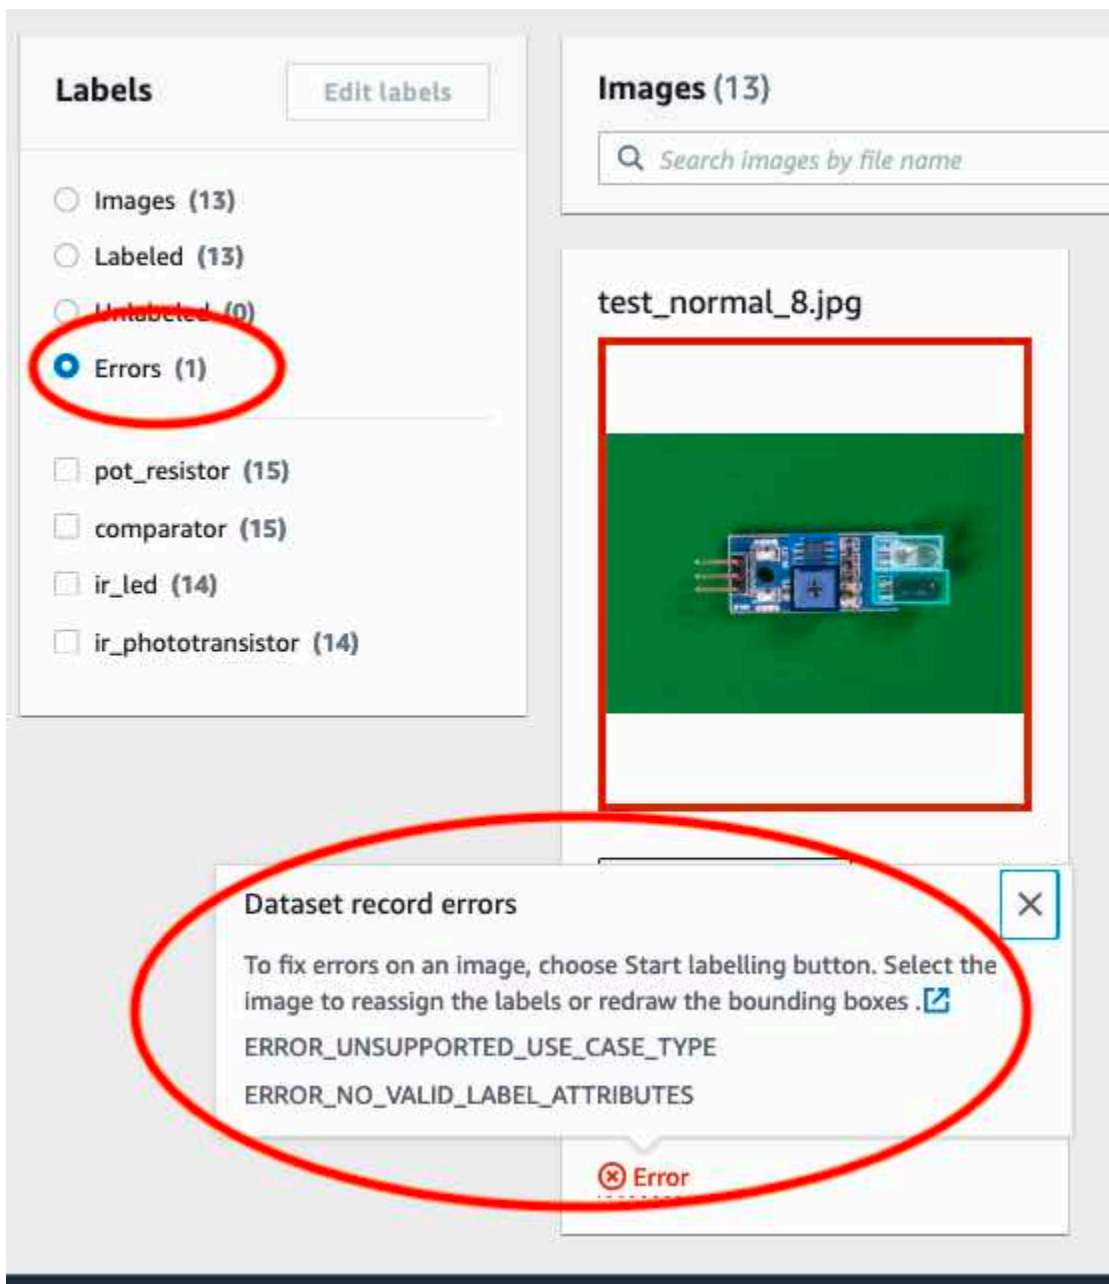 Labels
Edit labels
Images (13)
Labeled (13)
Unlabeled (0)
Errors (1)
pot_resistor (15)
comparator (15)
ir_led (14)
ir_phototransistor (14)
Images (13)
Search images by file name
test_normal_8.jpg
Dataset record errors
To fix errors on an image, choose Start labelling button. Select the
image to reassign the labels or redraw the bounding boxes .
ERROR_UNSUPPORTED_USE_CASE_TYPE
ERROR_NO_VALID_LABEL_ATTRIBUTES
Error